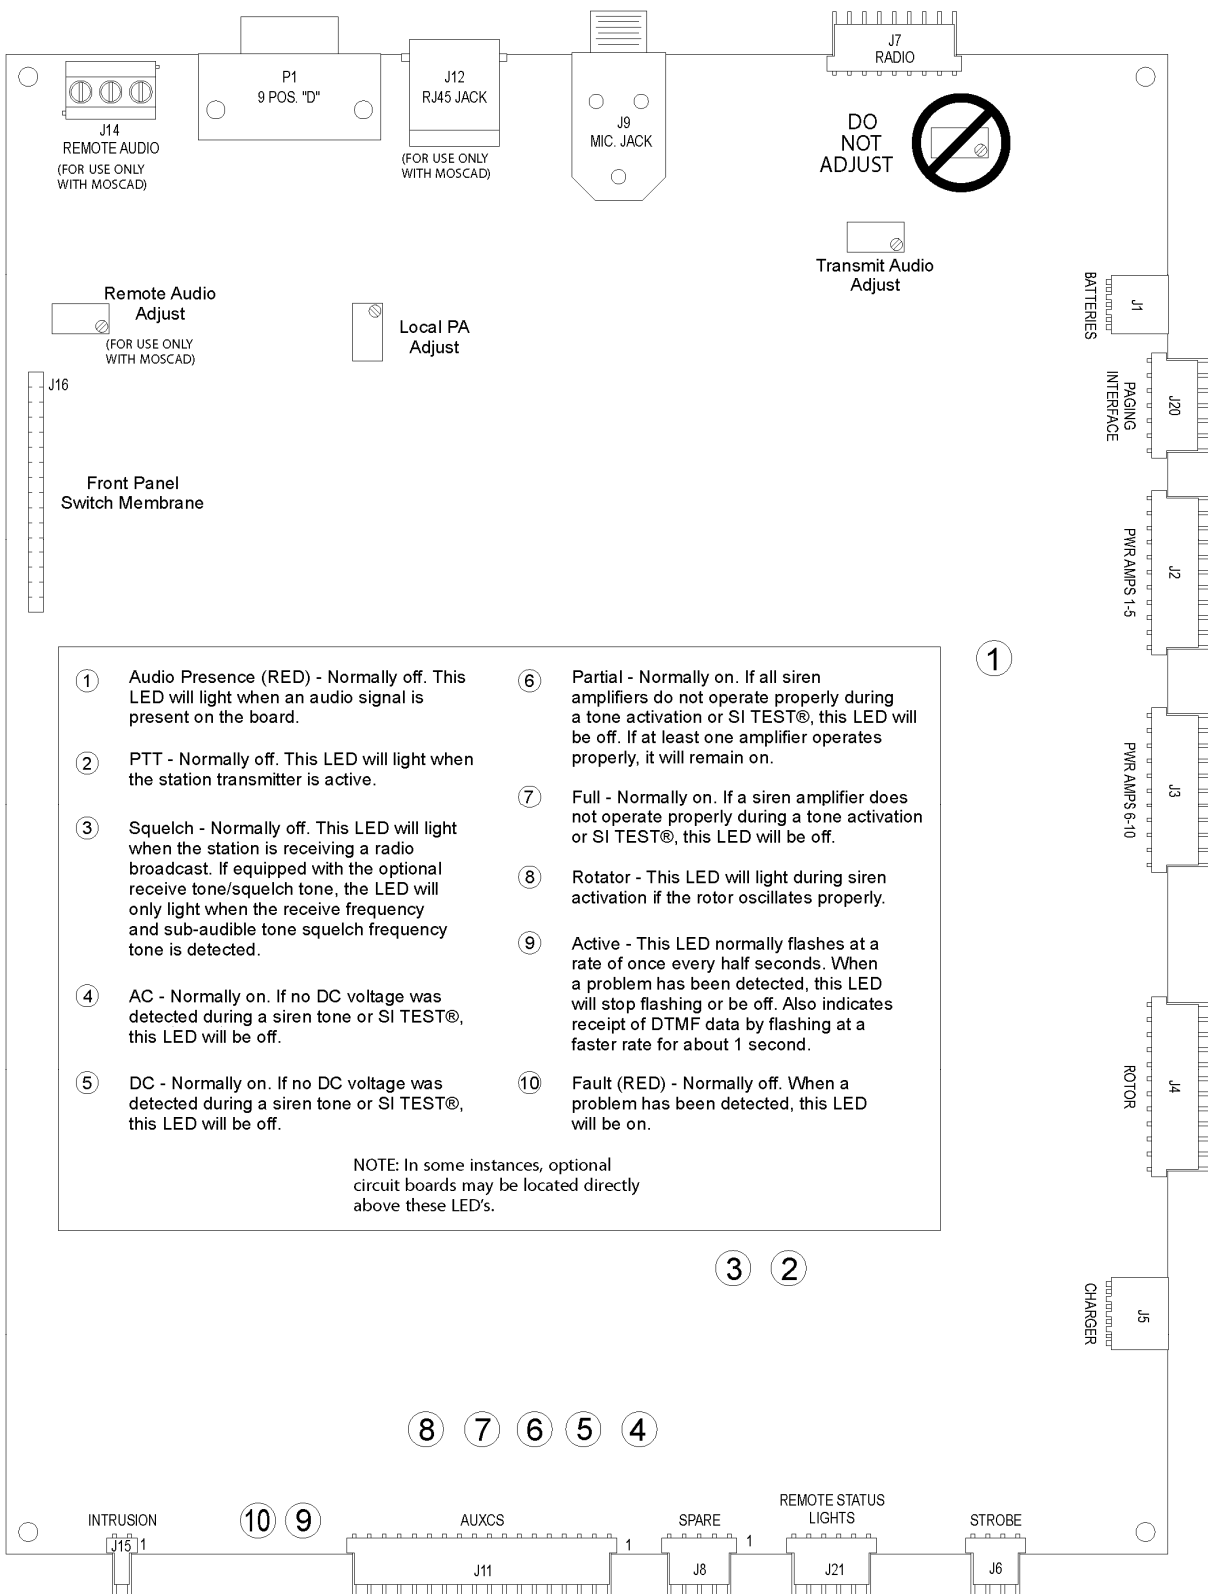 J7
RADIO
P1
9 POS. "D"
J12
RJ45 JACK
(FOR USE ONLY
WITH MOSCAD)
J9
MIC. JACK
J14
REMOTE AUDIO
(FOR USE ONLY
WITH MOSCAD)
DO
NOT
ADJUST
Transmit Audio
Adjust
Remote Audio
Adjust
(FOR USE ONLY
WITH MOSCAD)
Local PA
Adjust
J1
BATTERIES
J16
J20
PAGING
INTERFACE
Front Panel
Switch Membrane
J2
PWR AMPS 1-5
1
J3
PWR AMPS 6-10
1 Audio Presence (RED) - Normally off. This
LED will light when an audio signal is
present on the board.
2 PTT - Normally off. This LED will light when
the station transmitter is active.
3 Squelch - Normally off. This LED will light
when the station is receiving a radio
broadcast. If equipped with the optional
receive tone/squelch tone, the LED will
only light when the receive frequency
and sub-audible tone squelch frequency
tone is detected.
4 AC - Normally on. If no DC voltage was
detected during a siren tone or SI TEST®,
this LED will be off.
5 DC - Normally on. If no DC voltage was
detected during a siren tone or SI TEST®,
this LED will be off.
6 Partial - Normally on. If all siren
amplifiers do not operate properly during
a tone activation or SI TEST®, this LED will
be off. If at least one amplifier operates
properly, it will remain on.
7 Full - Normally on. If a siren amplifier does
not operate properly during a tone activation
or SI TEST®, this LED will be off.
8 Rotator - This LED will light during siren
activation if the rotor oscillates properly.
9 Active - This LED normally flashes at a
rate of once every half seconds. When
a problem has been detected, this LED
will stop flashing or be off. Also indicates
receipt of DTMF data by flashing at a
faster rate for about 1 second.
10 Fault (RED) - Normally off. When a
problem has been detected, this LED
will be on.
NOTE: In some instances, optional
circuit boards may be located directly
above these LED's.
J4
ROTOR
3 2
J5
CHARGER
8 7 6 5 4
10 9
INTRUSION
J15 1
AUXCS
J11 1
SPARE
J8 1
REMOTE STATUS
LIGHTS
J21
STROBE
J6